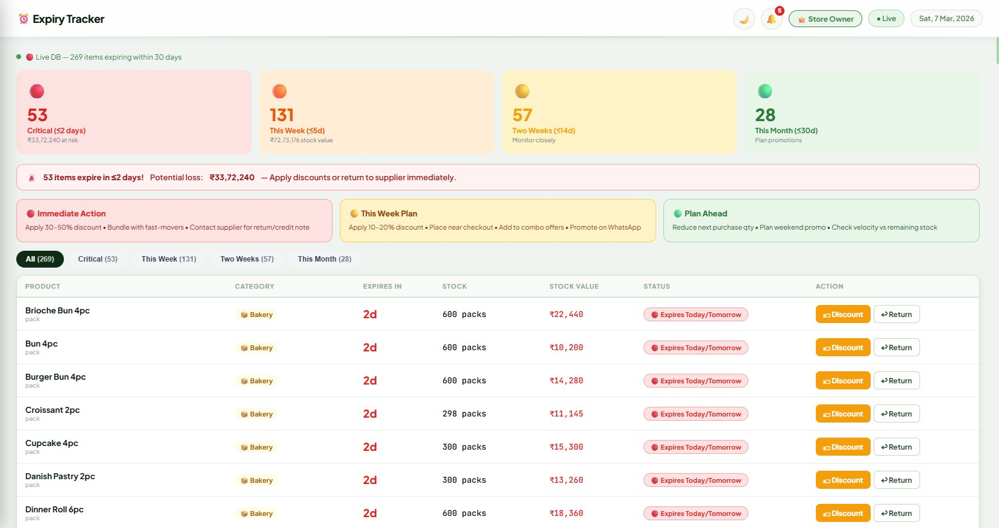 Expiry Tracker
5
Store Owner
• Live
Sat, 7 Mar, 2026
Live DB — 269 items expiring within 30 days
53
Critical (≤2 days)
₹33,72,240 at risk
131
This Week (≤5d)
₹72,73,176 stock value
57
Two Weeks (≤14d)
Monitor closely
28
This Month (≤30d)
Plan promotions
53 items expire in ≤2 days! Potential loss: ₹33,72,240 — Apply discounts or return to supplier immediately.
Immediate Action
Apply 30–50% discount • Bundle with fast-movers • Contact supplier for return/credit note
This Week Plan
Apply 10–20% discount • Place near checkout • Add to combo offers • Promote on WhatsApp
Plan Ahead
Reduce next purchase qty • Plan weekend promo • Check velocity vs remaining stock
All (269) Critical (53) This Week (131) Two Weeks (57) This Month (28)
PRODUCT CATEGORY EXPIRES IN STOCK STOCK VALUE STATUS ACTION
Brioche Bun 4pc
pack
Bakery 2d 600 packs ₹22,440 Expires Today/Tomorrow Discount ↩ Return
Bun 4pc
pack
Bakery 2d 600 packs ₹10,200 Expires Today/Tomorrow Discount ↩ Return
Burger Bun 4pc
pack
Bakery 2d 600 packs ₹14,280 Expires Today/Tomorrow Discount ↩ Return
Croissant 2pc
pack
Bakery 2d 298 packs ₹11,145 Expires Today/Tomorrow Discount ↩ Return
Cupcake 4pc
pack
Bakery 2d 300 packs ₹15,300 Expires Today/Tomorrow Discount ↩ Return
Danish Pastry 2pc
pack
Bakery 2d 300 packs ₹13,260 Expires Today/Tomorrow Discount ↩ Return
Dinner Roll 6pc
pack
Bakery 2d 600 packs ₹18,360 Expires Today/Tomorrow Discount ↩ Return